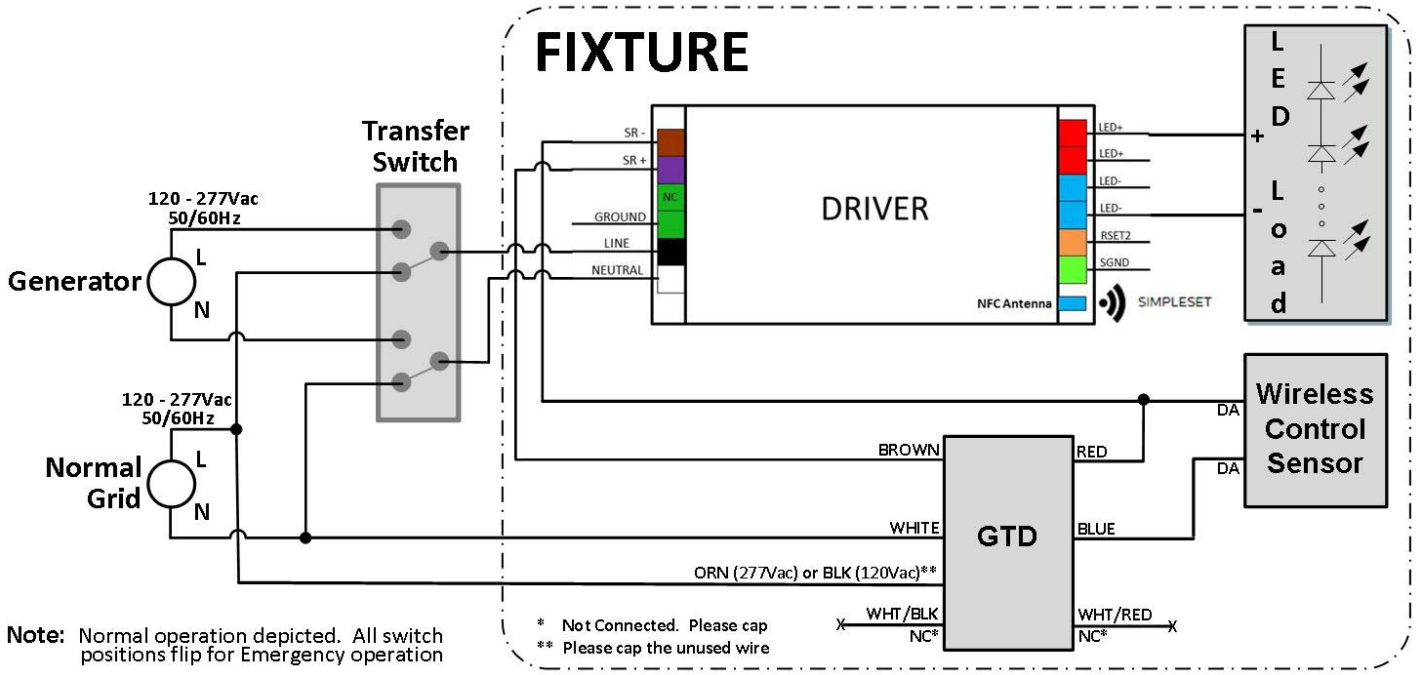 FIXTURE
Transfer
Switch
120 - 277Vac
50/60Hz
L
Generator
N
120 - 277Vac
50/60Hz
L
Normal
Grid
N
SR -
SR +
NC
GROUND
LINE
NEUTRAL
DRIVER
LED+
LED+
LED-
LED-
RSET2
SGND
NFC Antenna
SIMPLESET
LED Load
+
-
Wireless
Control
Sensor
DA
DA
BROWN
RED
WHITE
GTD
BLUE
ORN (277Vac) or BLK (120Vac)**
WHT/BLK
NC*
WHT/RED
NC*
X
X
* Not Connected. Please cap
** Please cap the unused wire
Note: Normal operation depicted. All switch
positions flip for Emergency operation